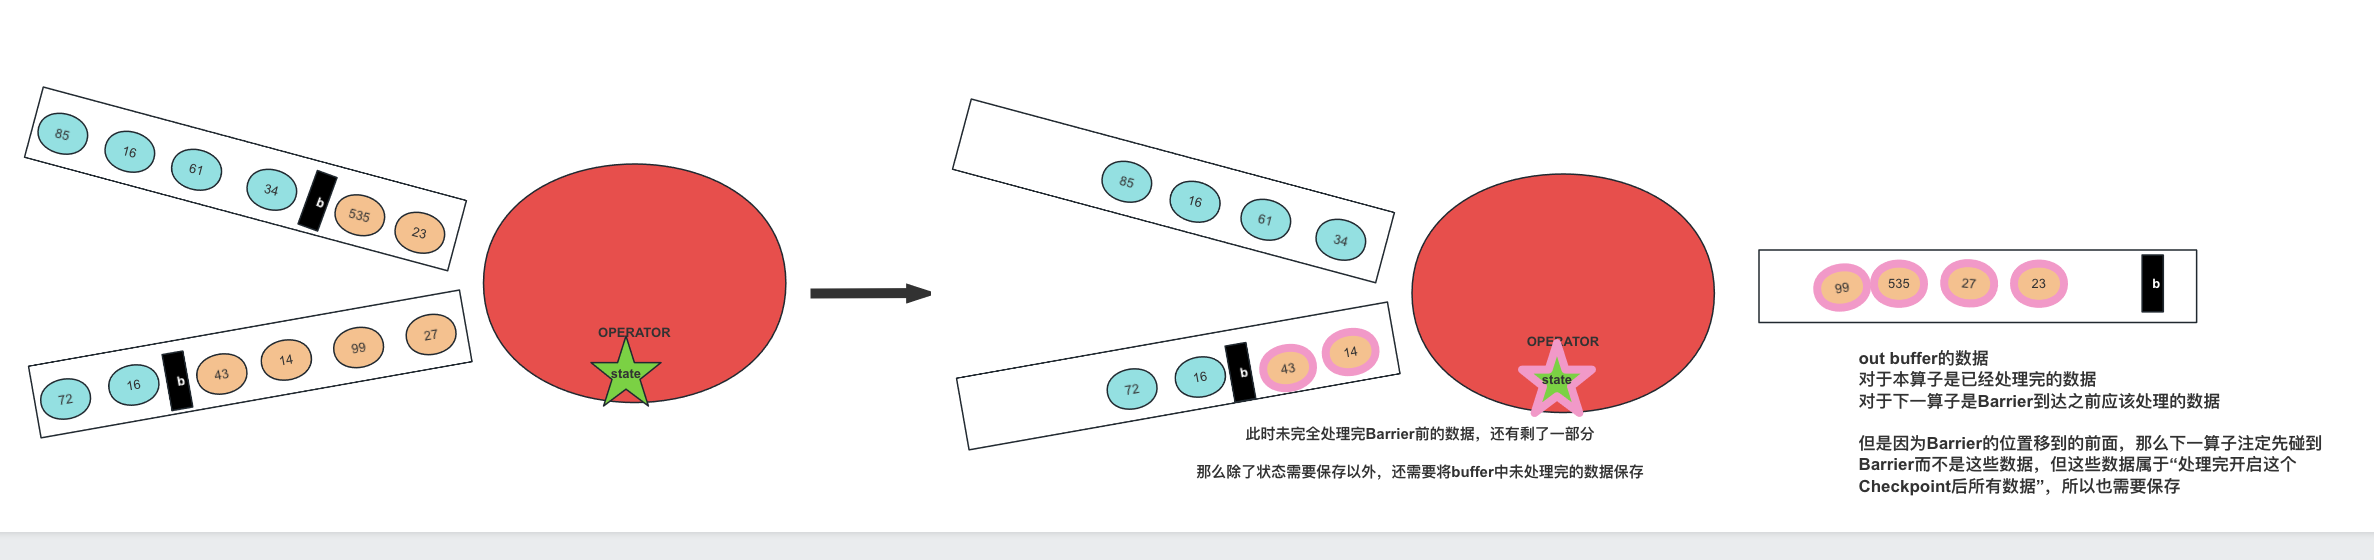 85
16
61
34
b
535
23
72
16
b
43
14
99
27
OPERATOR
state
85
16
61
34
72
16
b
43
14
OPERATOR
state
此时未完全处理完Barrier前的数据，还有剩了一部分
那么除了状态需要保存以外，还需要将buffer中未处理完的数据保存
99
535
27
23
b
out buffer的数据
对于本算子是已经处理完的数据
对于下一算子是Barrier到达之前应该处理的数据
但是因为Barrier的位置移到的前面，那么下一算子注定先碰到
Barrier而不是这些数据，但这些数据属于“处理完开启这个
Checkpoint后所有数据”，所以也需要保存